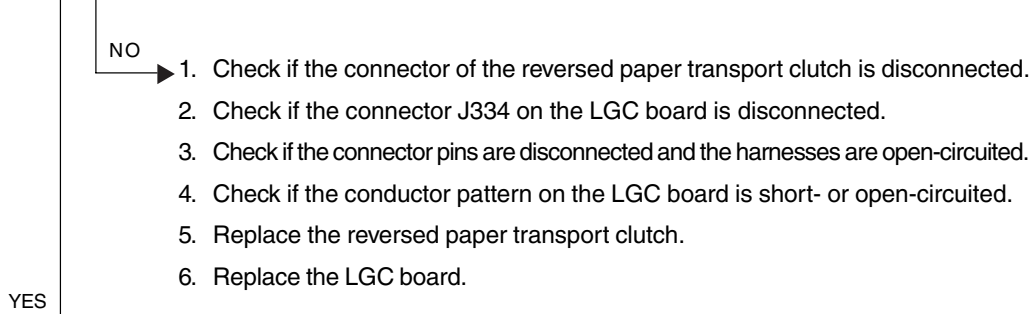 NO
1. Check if the connector of the reversed paper transport clutch is disconnected.
2. Check if the connector J334 on the LGC board is disconnected.
3. Check if the connector pins are disconnected and the harnesses are open-circuited.
4. Check if the conductor pattern on the LGC board is short- or open-circuited.
5. Replace the reversed paper transport clutch.
6. Replace the LGC board.
YES